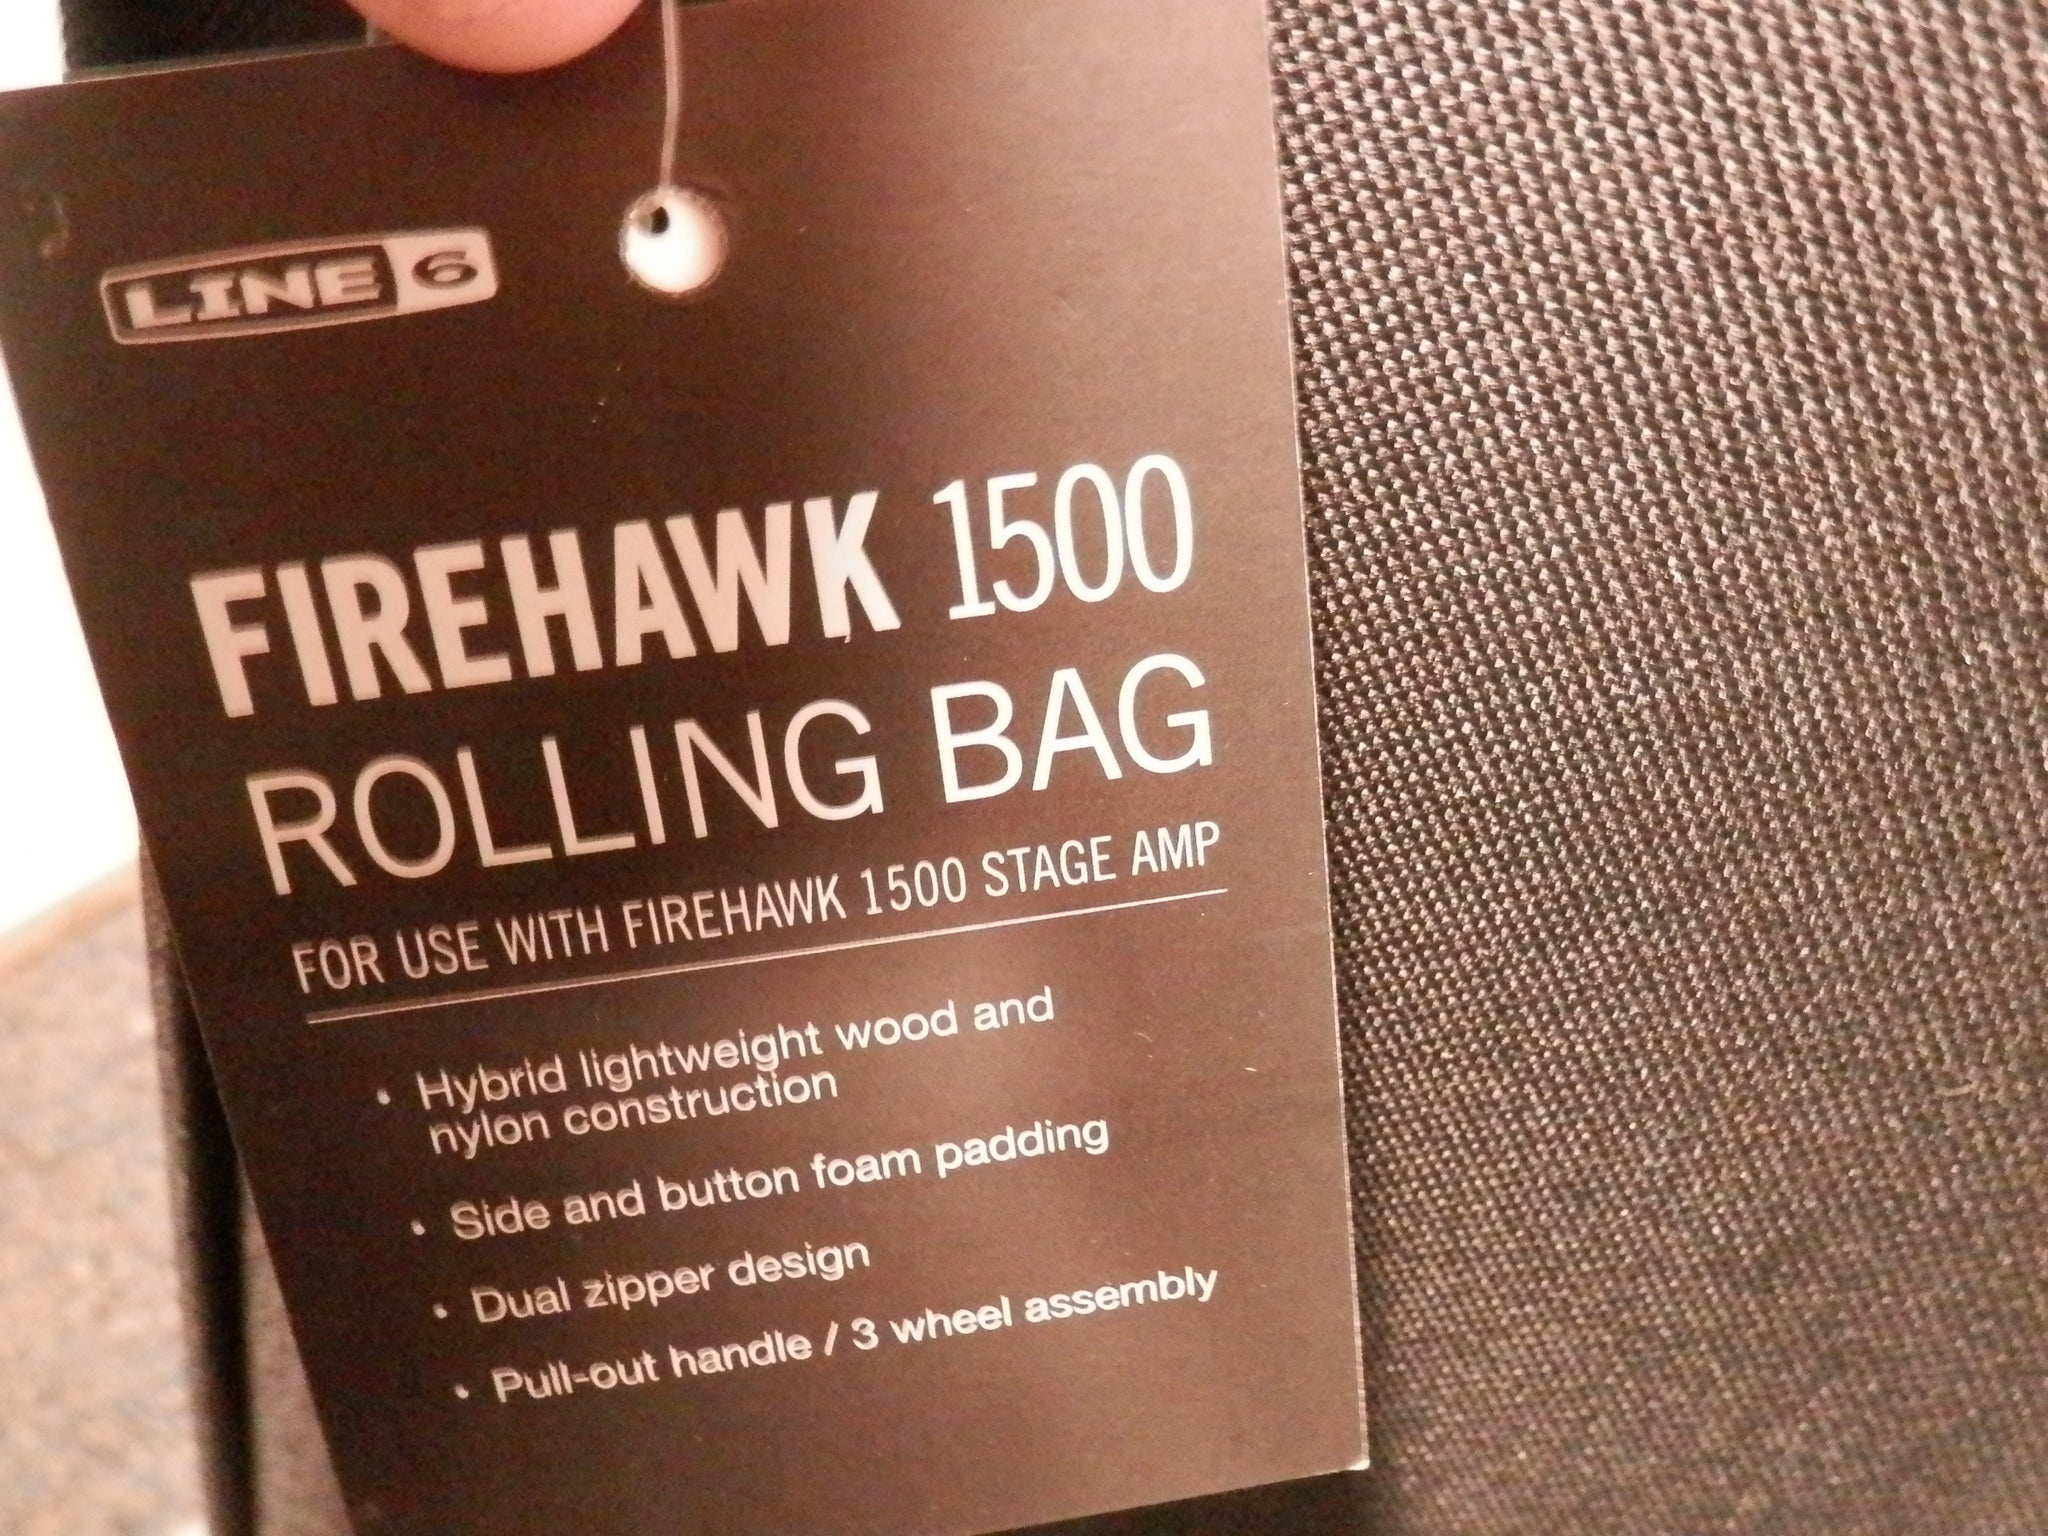 LINE 6
FIREHAWK 1500
ROLLING BAG
FOR USE WITH FIREHAWK 1500 STAGE AMP
• Hybrid lightweight wood and
nylon construction
• Side and button foam padding
• Dual zipper design
• Pull-out handle / 3 wheel assembly